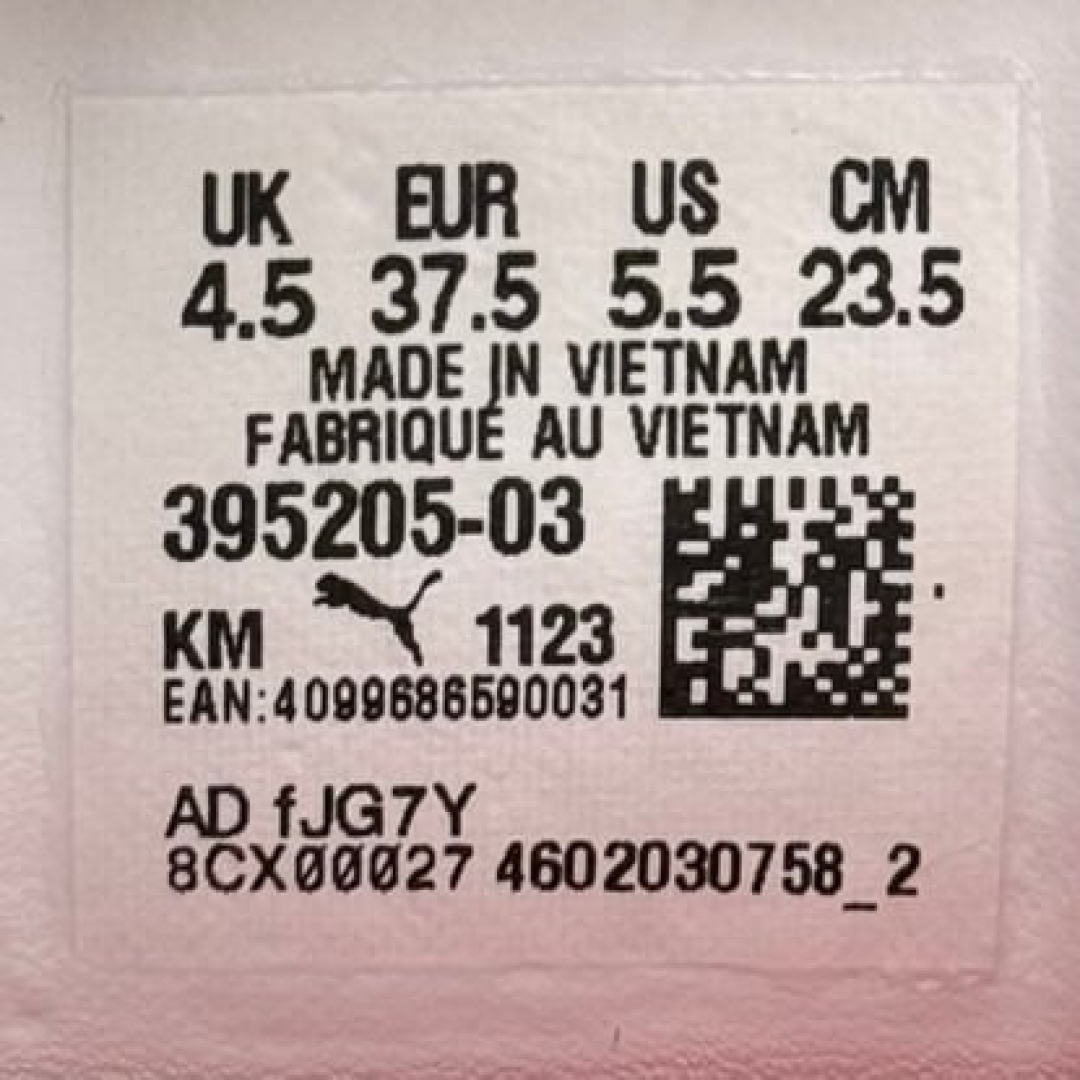 UK EUR US CM
4.5 37.5 5.5 23.5
MADE IN VIETNAM
FABRIQUÉ AU VIETNAM
395205-03
KM 1123
EAN:4099686590031
AD fJG7Y
8CX00027 4602030758_2